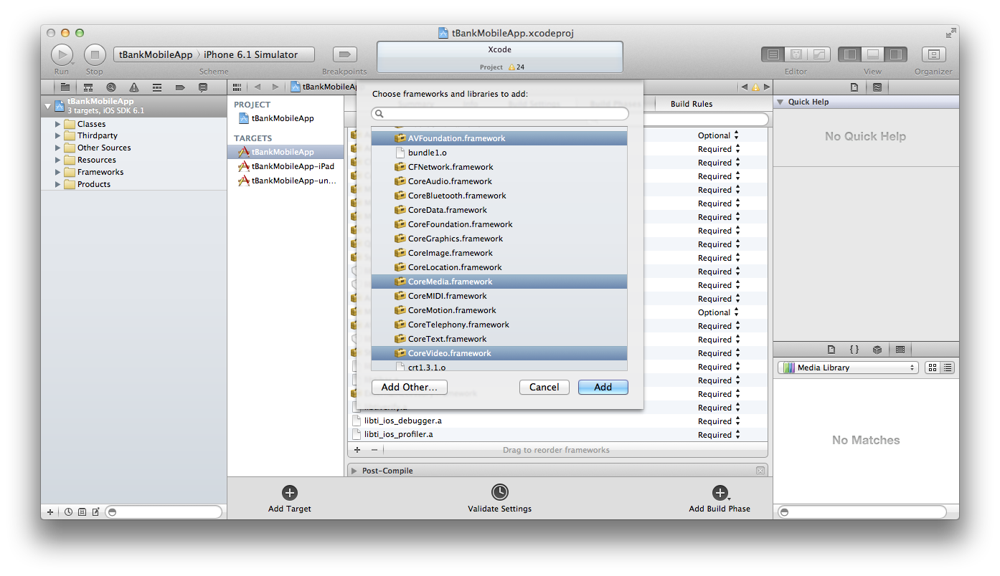 tBankMobileApp.xcodeproj
tBankMobileApp 〉 iPhone 6.1 Simulator
Xcode
Project 24
Run
Stop
Scheme
Breakpoints
Editor
View
Organizer
tBankMobileApp
3 targets, iOS SDK 6.1
Classes
Thirdparty
Other Sources
Resources
Frameworks
Products
tBankMobileA
PROJECT
tBankMobileApp
TARGETS
tBankMobileApp
tBankMobileApp-iPad
tBankMobileApp-un...
Choose frameworks and libraries to add:
AVFoundation.framework
bundle1.o
CFNetwork.framework
CoreAudio.framework
CoreBluetooth.framework
CoreData.framework
CoreFoundation.framework
CoreGraphics.framework
CoreImage.framework
CoreLocation.framework
CoreMedia.framework
CoreMIDI.framework
CoreMotion.framework
CoreTelephony.framework
CoreText.framework
CoreVideo.framework
crt1.3.1.o
Add Other...
Cancel
Add
Build Rules
Optional
Required
Required
Required
Required
Required
Required
Required
Required
Required
Required
Required
Required
Optional
Required
Required
Required
Required
Required
Required
Required
libti_ios_debugger.a
Required
libti_ios_profiler.a
Required
Drag to reorder frameworks
Post-Compile
Add Target
Validate Settings
Add Build Phase
Quick Help
No Quick Help
Media Library
No Matches